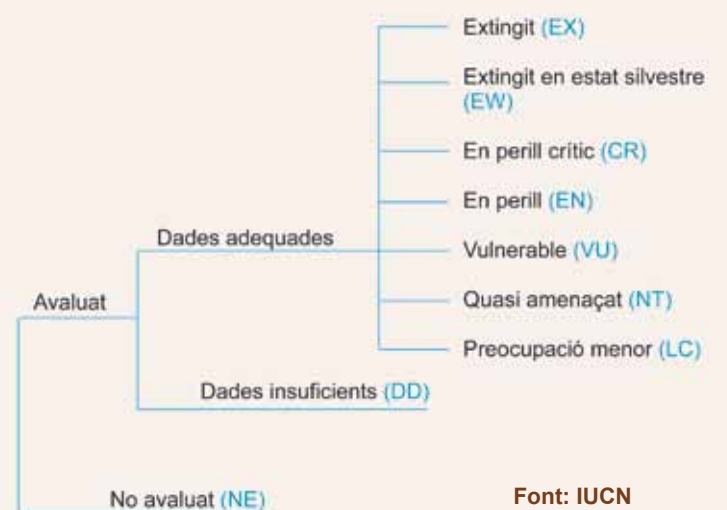 Extingit (EX)
Extingit en estat silvestre
(EW)
En perill crític (CR)
En perill (EN)
Dades adequades
Vulnerable (VU)
Avaluat
Quasi amenaçat (NT)
Preocupació menor (LC)
Dades insuficients (DD)
No avaluat (NE)
Font: IUCN